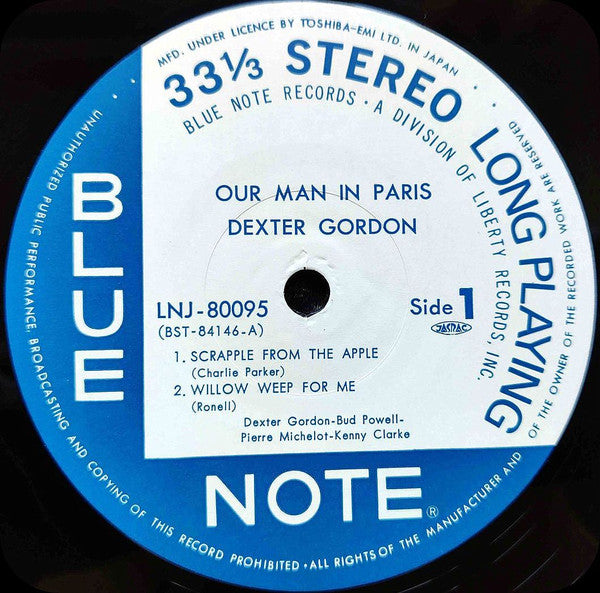 MFD. UNDER LICENCE BY TOSHIBA-EMI LTD. IN JAPAN
33⅓ STEREO LONG PLAYING
BLUE NOTE RECORDS · A DIVISION OF LIBERTY RECORDS, INC.
OUR MAN IN PARIS
DEXTER GORDON
LNJ-80095
(BST-84146-A)
Side 1
JASRAC
1. SCRAPPLE FROM THE APPLE
(Charlie Parker)
2. WILLOW WEEP FOR ME
(Ronell)
Dexter Gordon-Bud Powell-
Pierre Michelot-Kenny Clarke
BLUE
NOTE®
UNAUTHORIZED PUBLIC PERFORMANCE, BROADCASTING AND COPYING OF THIS RECORD PROHIBITED · ALL RIGHTS OF THE MANUFACTURER AND OF THE OWNER OF THE RECORDED WORK ARE RESERVED